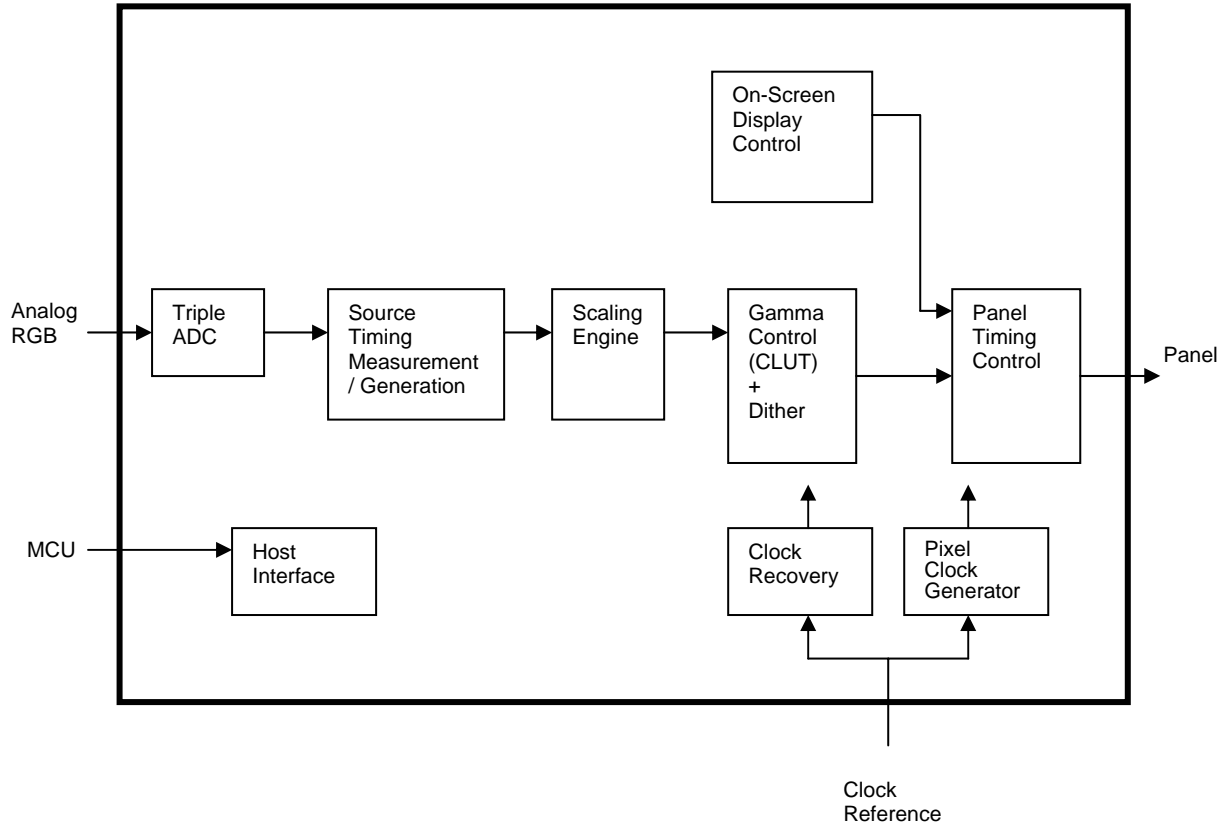 On-Screen
Display
Control
Analog
RGB
Triple
ADC
Source
Timing
Measurement
/ Generation
Scaling
Engine
Gamma
Control
(CLUT)
+
Dither
Panel
Timing
Control
Panel
MCU
Host
Interface
Clock
Recovery
Pixel
Clock
Generator
Clock
Reference